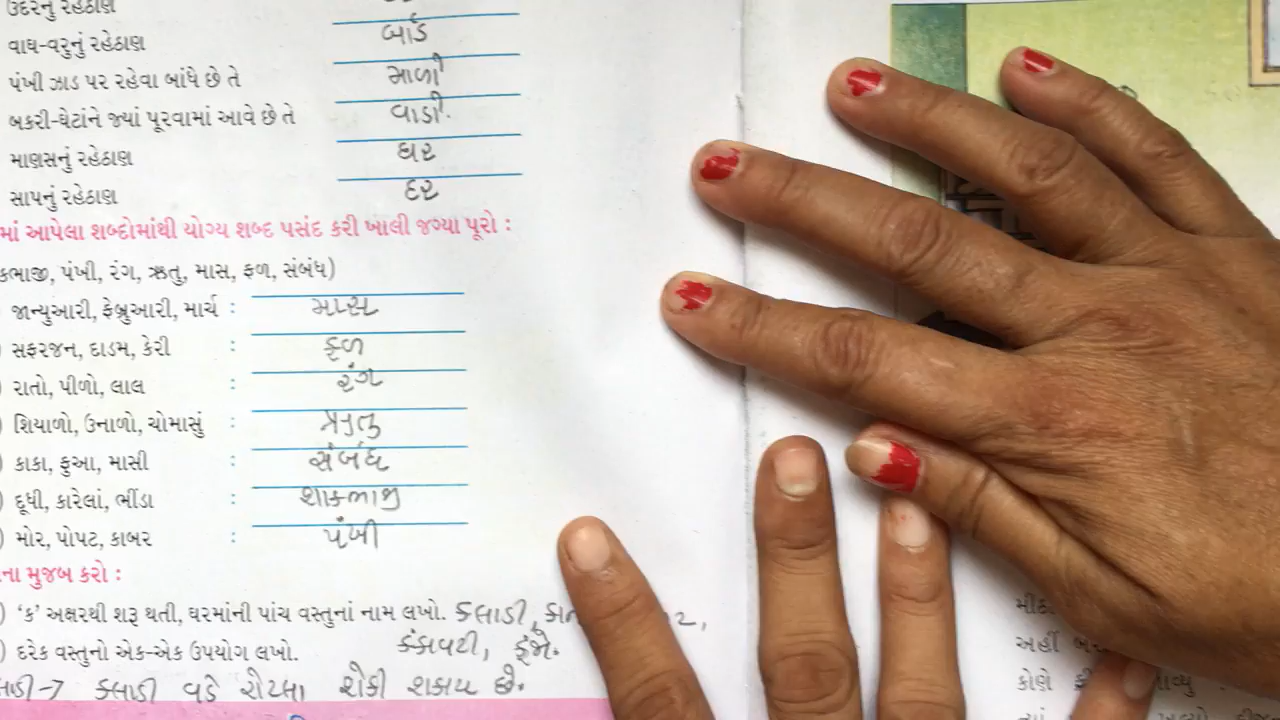 ઉંદરનું રહેઠાણ
વાઘ-વરુનું રહેઠાણ બોડ
પંખી ઝાડ પર રહેવા બાંધે છે તે માળો
બકરી-ઘેટાંને જ્યાં પૂરવામાં આવે છે તે વાડો.
માણસનું રહેઠાણ ઘર
સાપનું રહેઠાણ દર
માં આપેલા શબ્દોમાંથી યોગ્ય શબ્દ પસંદ કરી ખાલી જગ્યા પૂરો :
કભાજી, પંખી, રંગ, ઋતુ, માસ, ફળ, સંબંધ)
જાન્યુઆરી, ફેબ્રુઆરી, માર્ચ : માસ
) સફરજન, દાડમ, કેરી : ફળ
) રાતો, પીળો, લાલ : રંગ
) શિયાળો, ઉનાળો, ચોમાસું : ઋતુ
) કાકા, ફુઆ, માસી : સંબંધ
) દૂધી, કારેલાં, ભીંડા : શાકભાજી
) મોર, પોપટ, કાબર : પંખી
ના મુજબ કરો :
) ‘ક’ અક્ષરથી શરૂ થતી, ઘરમાંની પાંચ વસ્તુનાં નામ લખો. કલાડી,
કંકાવટી,
) દરેક વસ્તુનો એક-એક ઉપયોગ લખો.
કલાડી વડે રોટલા શેકી શકાય છે.
અહીં
કોણે